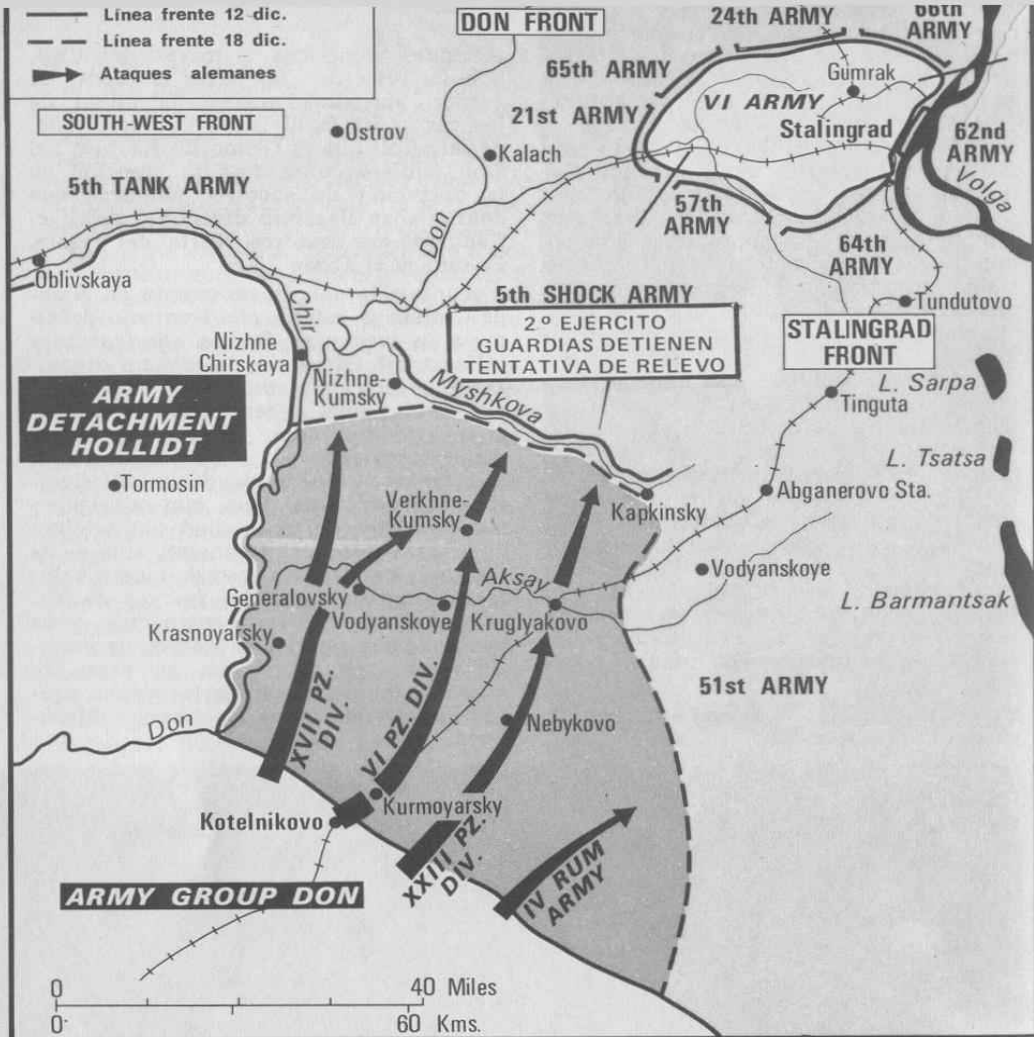 Línea frente 12 dic.
Línea frente 18 dic.
Ataques alemanes
DON FRONT
24th ARMY
66th
ARMY
65th ARMY
Gumrak
VI ARMY
21st ARMY
Stalingrad
SOUTH-WEST FRONT
Ostrov
Kalach
62nd
ARMY
Volga
5th TANK ARMY
Don
57th
ARMY
64th
ARMY
Oblivskaya
Chir
5th SHOCK ARMY
Tundutovo
2.º EJERCITO
GUARDIAS DETIENEN
TENTATIVA DE RELEVO
STALINGRAD
FRONT
Nizhne
Chirskaya
Nizhne-
Kumsky
Myshkova
L. Sarpa
Tinguta
ARMY
DETACHMENT
HOLLIDT
L. Tsatsa
Tormosin
Verkhne-
Kumsky
Kapkinsky
Abganerovo Sta.
Aksay
Vodyanskoye
Generalovsky
Vodyanskoye
Kruglyakovo
L. Barmantsak
Krasnoyarsky
51st ARMY
XVII PZ.
DIV.
VI PZ. DIV.
Nebykovo
Don
Kurmoyarsky
Kotelnikovo
XXIII PZ.
DIV.
IV RUM
ARMY
ARMY GROUP DON
0
40 Miles
0
60 Kms.